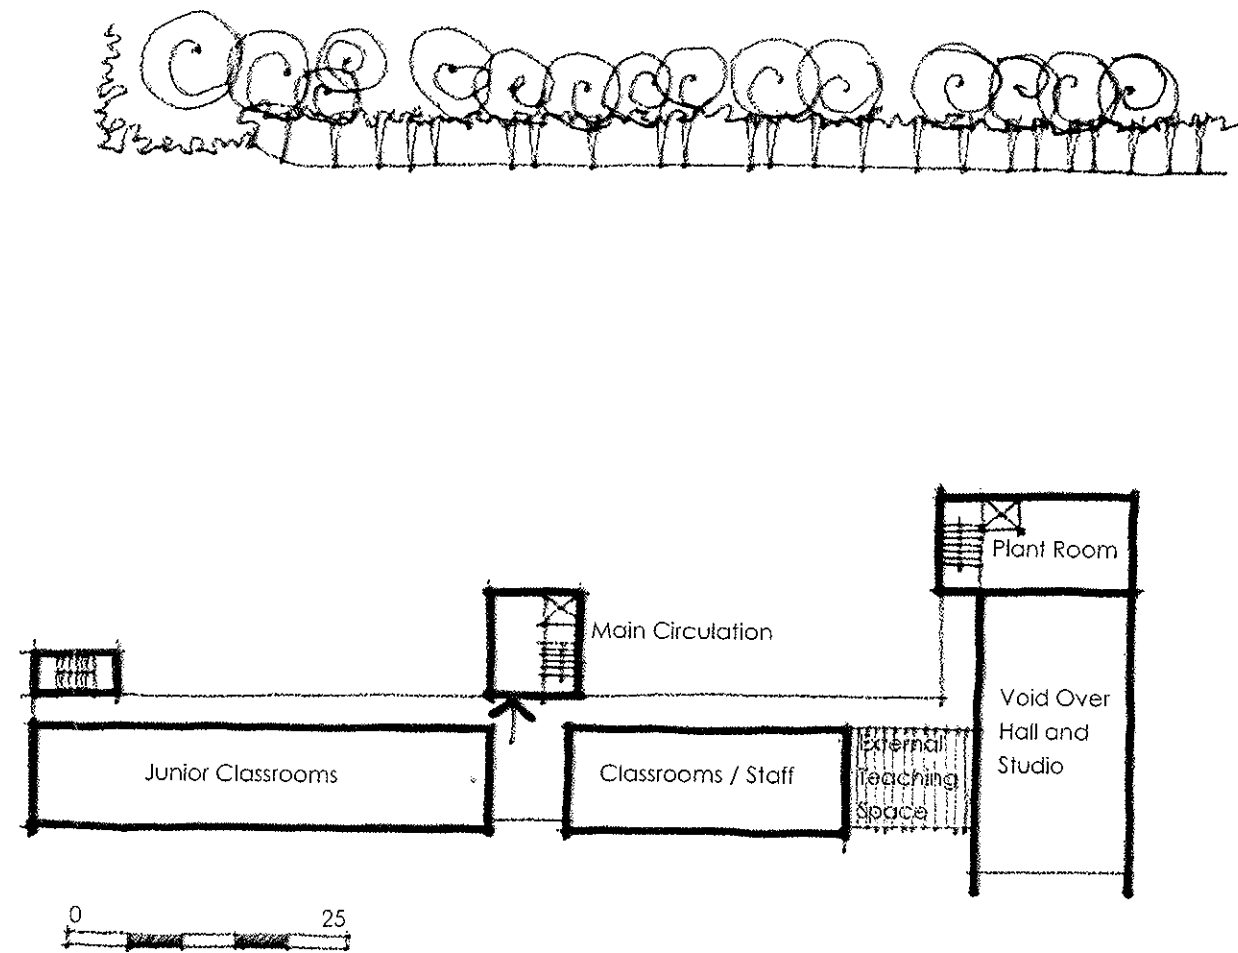 Plant Room
Main Circulation
Void Over
Hall and
Studio
Junior Classrooms
Classrooms / Staff
External
Teaching
Space
0
25